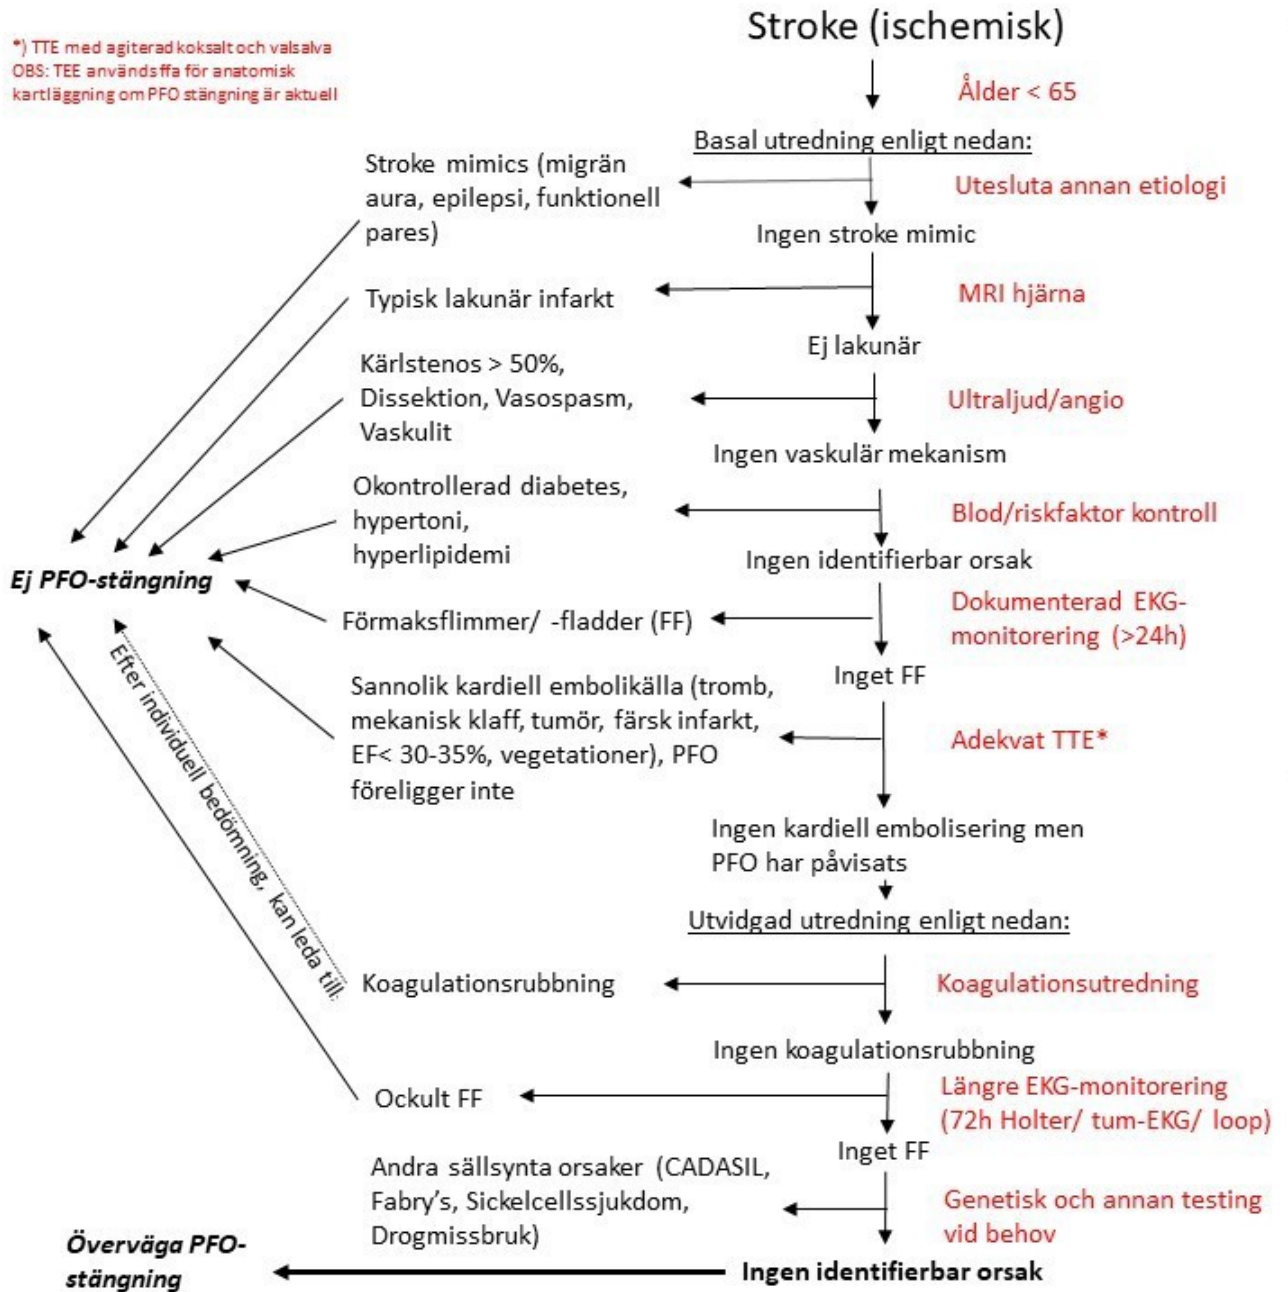 Stroke (ischemisk)
*) TTE med agiterad koksalt och valsalva
OBS: TEE används ffa för anatomisk
kartläggning om PFO stängning är aktuell
Ålder < 65
Basal utredning enligt nedan:
Stroke mimics (migrän
aura, epilepsi, funktionell
pares)
Utesluta annan etiologi
Ingen stroke mimic
Typisk lakunär infarkt
MRI hjärna
Ej lakunär
Kärlstenos > 50%,
Dissektion, Vasospasm,
Vaskulit
Ultraljud/angio
Ingen vaskulär mekanism
Okontrollerad diabetes,
hypertoni,
hyperlipidemi
Blod/riskfaktor kontroll
Ingen identifierbar orsak
Ej PFO-stängning
Förmaksflimmer/ -fladder (FF)
Dokumenterad EKG-
monitorering (>24h)
Inget FF
Sannolik kardiell embolikälla (tromb,
mekanisk klaff, tumör, färsk infarkt,
EF< 30-35%, vegetationer), PFO
föreligger inte
Adekvat TTE*
Ingen kardiell embolisering men
PFO har påvisats
Utvidgad utredning enligt nedan:
Efter individuell bedömning, kan leda till:
Koagulationsrubbning
Koagulationsutredning
Ingen koagulationsrubbning
Ockult FF
Längre EKG-monitorering
(72h Holter/ tum-EKG/ loop)
Inget FF
Andra sällsynta orsaker (CADASIL,
Fabry’s, Sickelcellssjukdom,
Drogmissbruk)
Genetisk och annan testing
vid behov
Överväga PFO-
stängning
Ingen identifierbar orsak